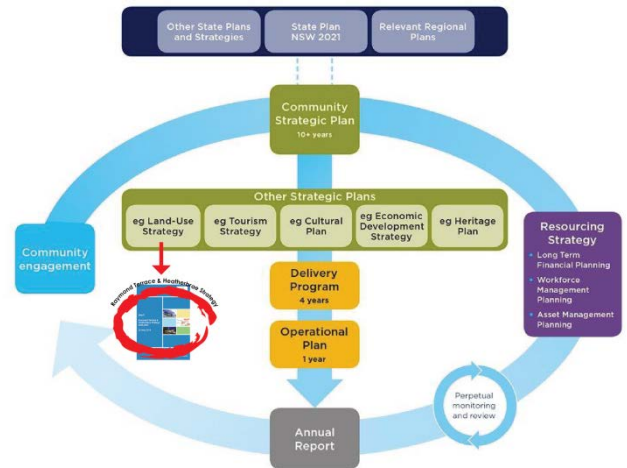 Other State Plans
and Strategies
State Plan
NSW 2021
Relevant Regional
Plans
Community
Strategic Plan
10+ years
Other Strategic Plans
eg Land-Use
Strategy
eg Tourism
Strategy
eg Cultural
Plan
eg Economic
Development
Strategy
eg Heritage
Plan
Community
engagement
Raymond Terrace & Heatherbrae Strategy
Resourcing
Strategy
• Long Term
Financial Planning
• Workforce
Management
Planning
• Asset Management
Planning
Delivery
Program
4 years
Operational
Plan
1 year
Perpetual
monitoring
and review
Annual
Report